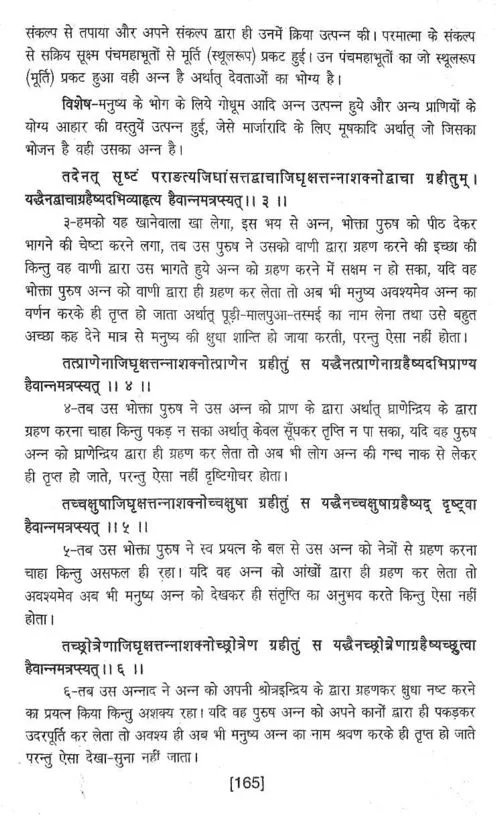 संकल्प से तपाया और अपने संकल्प द्वारा ही उनमें क्रिया उत्पन्न की। परमात्मा के संकल्प
से सक्रिय सूक्ष्म पंचमहाभूतों से मूर्ति (स्थूलरूप) प्रकट हुई। उन पंचमहाभूतों का जो स्थूलरूप
(मूर्ति) प्रकट हुआ वही अन्न है अर्थात् देवताओं का भोग्य है।
विशेष-मनुष्य के भोग के लिये गोधूम आदि अन्न उत्पन्न हुये और अन्य प्राणियों के
योग्य आहार की वस्तुयें उत्पन्न हुई, जेसे मार्जारादि के लिए मूषकादि अर्थात् जो जिसका
भोजन है वही उसका अन्न है।
तदेनत् सृष्टं पराङत्यजिघांसत्तद्वाचाजिघृक्षत्तन्नाशक्नोद्वाचा ग्रहीतुम्।
यद्धैनद्वाचाग्रहैष्यदभिव्याहृत्य हैवान्नमत्रप्स्यत्।। ३ ।।
३-हमको यह खानेवाला खा लेगा, इस भय से अन्न, भोक्ता पुरुष को पीठ देकर
भागने की चेष्टा करने लगा, तब उस पुरुष ने उसको वाणी द्वारा ग्रहण करने की इच्छा की
किन्तु वह वाणी द्वारा उस भागते हुये अन्न को ग्रहण करने में सक्षम न हो सका, यदि वह
भोक्ता पुरुष अन्न को वाणी द्वारा ही ग्रहण कर लेता तो अब भी मनुष्य अवश्यमेव अन्न का
वर्णन करके ही तृप्त हो जाता अर्थात् पूड़ी-मालपुआ-तस्मई का नाम लेना तथा उसे बहुत
अच्छा कह देने मात्र से मनुष्य की क्षुधा शान्ति हो जाया करती, परन्तु ऐसा नहीं होता।
तत्प्राणेनाजिघृक्षत्तन्नाशक्नोत्प्राणेन ग्रहीतुं स यद्धैनत्प्राणेनाग्रहैष्यदभिप्राण्य
हैवान्नमत्रप्स्यत् ।। ४ ।।
४-तब उस भोक्ता पुरुष ने उस अन्न को प्राण के द्वारा अर्थात् घ्राणेन्द्रिय के द्वारा
ग्रहण करना चाहा किन्तु पकड़ न सका अर्थात् केवल सूँघकर तृप्ति न पा सका, यदि वह पुरुष
अन्न को घ्राणेन्द्रिय द्वारा ही ग्रहण कर लेता तो अब भी लोग अन्न की गन्ध नाक से लेकर
ही तृप्त हो जाते, परन्तु ऐसा नहीं दृष्टिगोचर होता।
तच्चक्षुषाजिघृक्षत्तन्नाशक्नोच्चक्षुषा ग्रहीतुं स यद्धैनच्चक्षुषाग्रहैष्यद् दृष्ट्वा
हैवान्नमत्रप्स्यत् ।। ५ ।।
५-तब उस भोक्ता पुरुष ने स्व प्रयत्न के बल से उस अन्न को नेत्रों से ग्रहण करना
चाहा किन्तु असफल ही रहा। यदि वह अन्न को आंखों द्वारा ही ग्रहण कर लेता तो
अवश्यमेव अब भी मनुष्य अन्न को देखकर ही संतृप्ति का अनुभव करते किन्तु ऐसा नहीं
होता।
तच्छ्रोत्रेणाजिघृक्षत्तन्नाशक्नोच्छ्रोत्रेण ग्रहीतुं स यद्धैनच्छ्रोत्रेणाग्रहैष्यच्छ्रुत्वा
हैवान्नमत्रप्स्यत् ।। ६ ।।
६-तब उस अन्नाद ने अन्न को अपनी श्रोत्रइन्द्रिय के द्वारा ग्रहणकर क्षुधा नष्ट करने
का प्रयत्न किया किन्तु अशक्य रहा। यदि वह पुरुष अन्न को अपने कानों द्वारा ही पकड़कर
उदरपूर्ति कर लेता तो अवश्य ही अब भी मनुष्य अन्न का नाम श्रवण करके ही तृप्त हो जाते
परन्तु ऐसा देखा-सुना नहीं जाता।
[165]